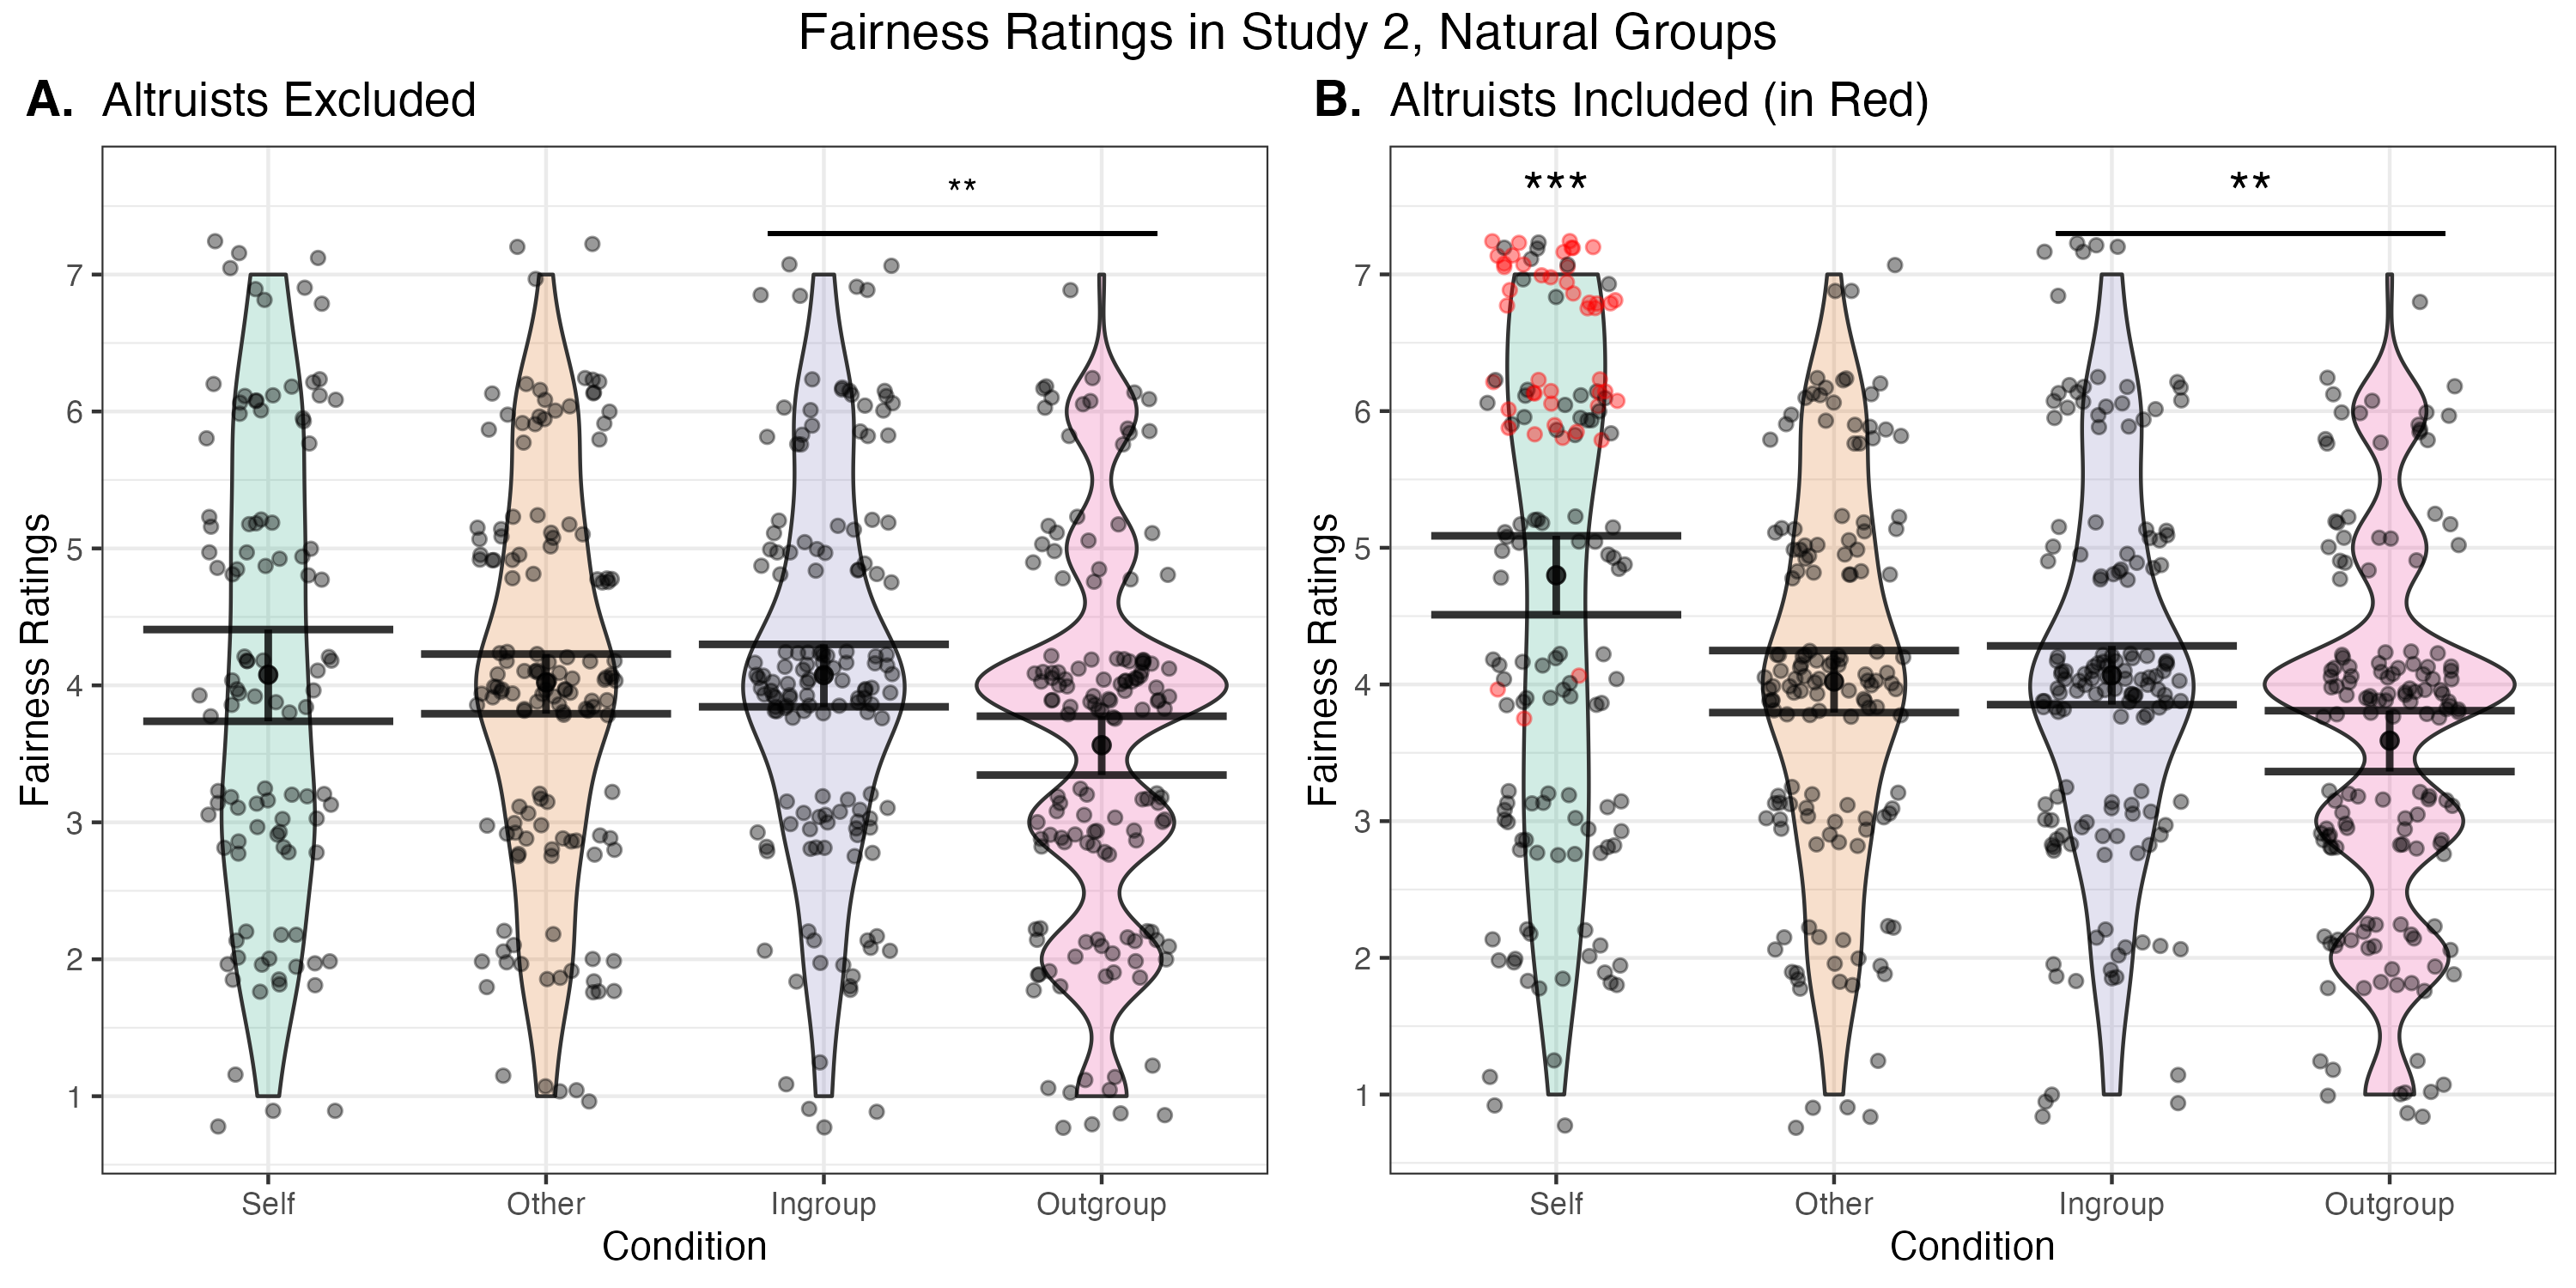 Fairness Ratings in Study 2, Natural Groups
A. Altruists Excluded
**
7
6
5
4
3
2
1
Fairness Ratings
Self Other Ingroup Outgroup
Condition
B. Altruists Included (in Red)
*** **
7
6
5
4
3
2
1
Fairness Ratings
Self Other Ingroup Outgroup
Condition